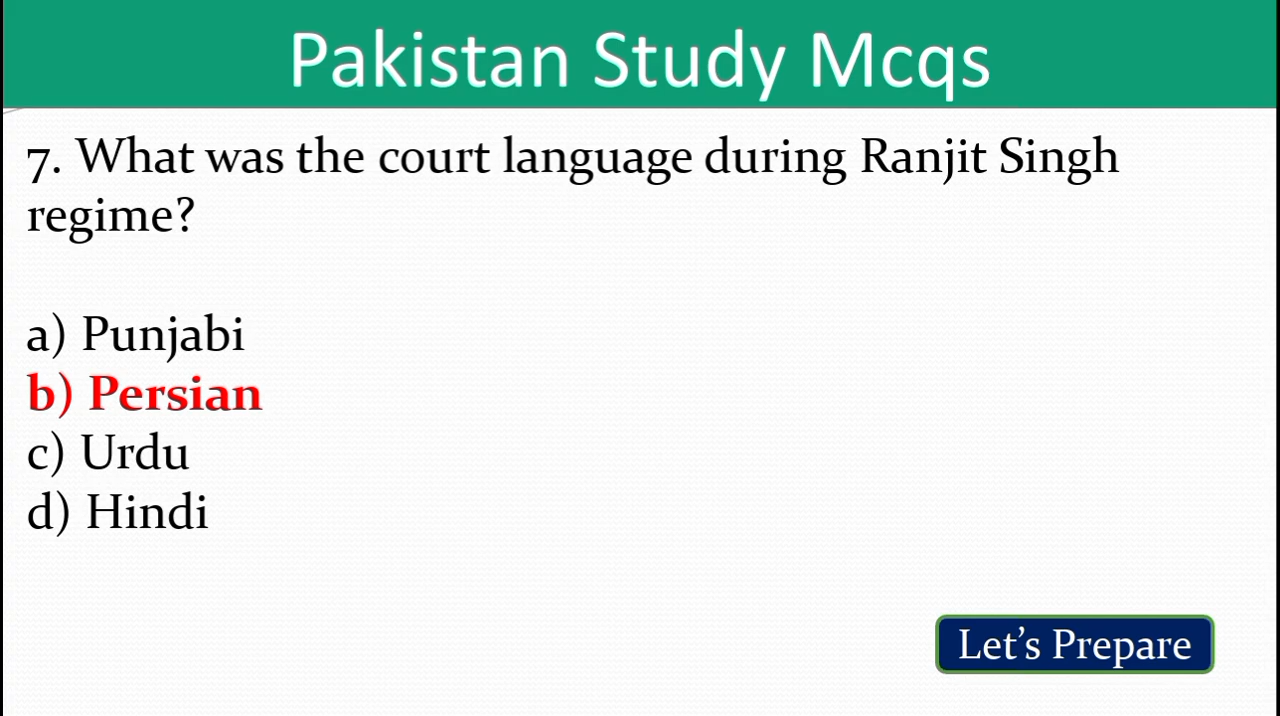 Pakistan Study Mcqs
7. What was the court language during Ranjit Singh
regime?
a) Punjabi
b) Persian
c) Urdu
d) Hindi
Let’s Prepare